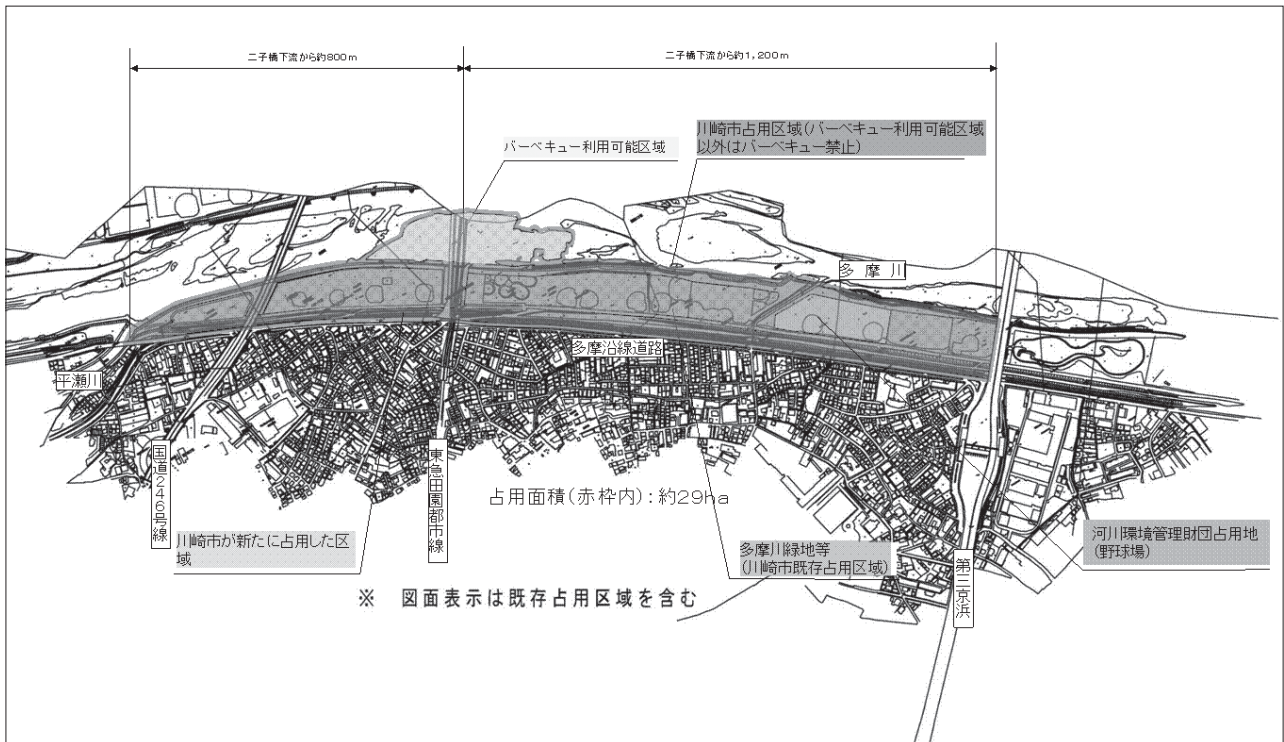 二子橋下流から約800m
二子橋下流から約1,200m
川崎市占用区域(バーベキュー利用可能区域
以外はバーベキュー禁止)
バーベキュー利用可能区域
多摩川
多摩沿線道路
平瀬川
国道246号線
東急田園都市線
占用面積(赤枠内):約29ha
川崎市が新たに占用した区
域
多摩川緑地等
(川崎市既存占用区域)
河川環境管理財団占用地
(野球場)
第三京浜
※ 図面表示は既存占用区域を含む